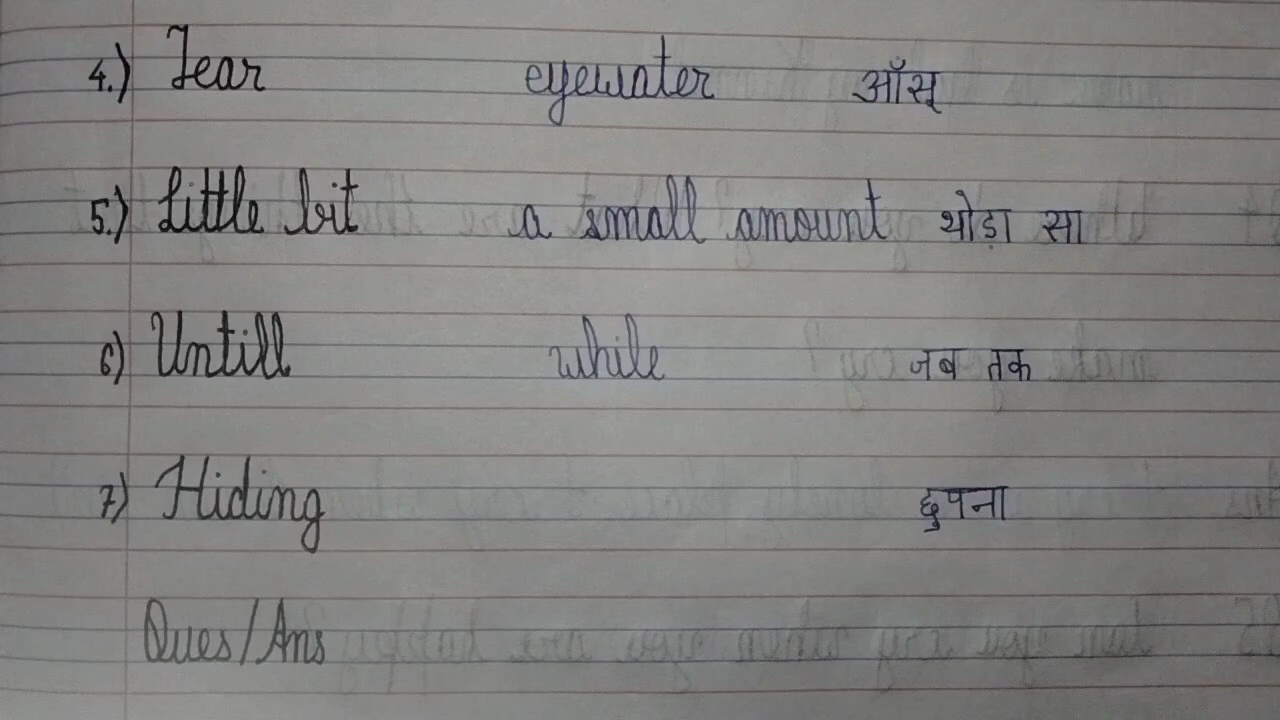 4.) Tear eyewater आँसू
5.) Little bit a small amount थोड़ा सा
6) Untill while जब तक
7) Hiding छुपना
Ques/Ans